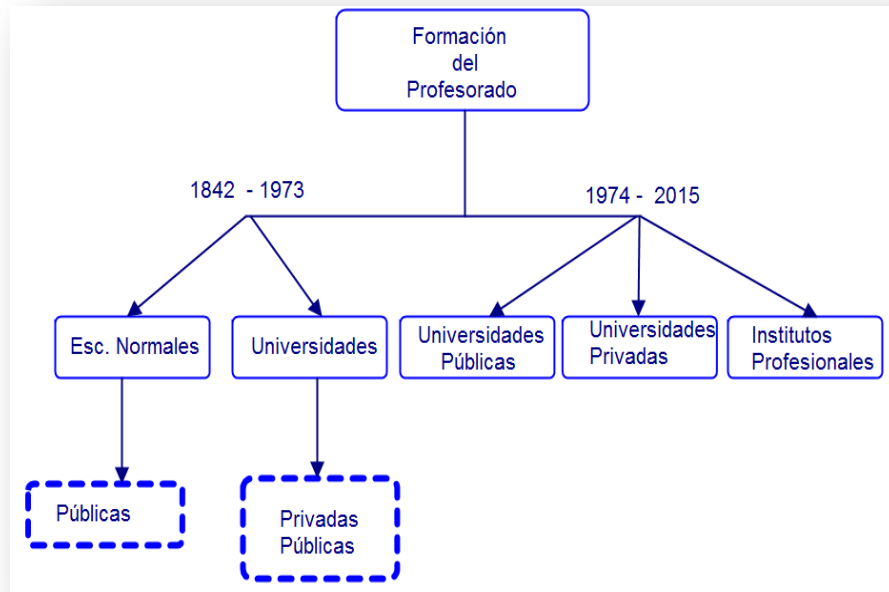 Formación
del
Profesorado
1842 - 1973
1974 - 2015
Esc. Normales
Universidades
Universidades
Públicas
Universidades
Privadas
Institutos
Profesionales
Públicas
Privadas
Públicas